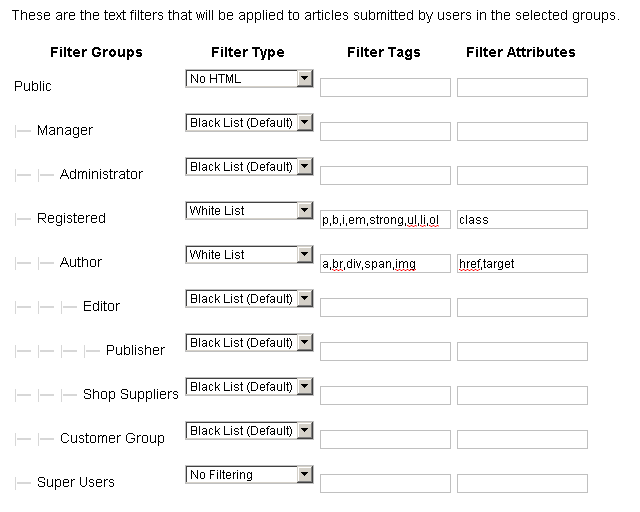 These are the text filters that will be applied to articles submitted by users in the selected groups.
Filter Groups Filter Type Filter Tags Filter Attributes
Public No HTML
Manager Black List (Default)
Administrator Black List (Default)
Registered White List p,b,i,em,strong,ul,li,ol class
Author White List a,br,div,span,img href,target
Editor Black List (Default)
Publisher Black List (Default)
Shop Suppliers Black List (Default)
Customer Group Black List (Default)
Super Users No Filtering